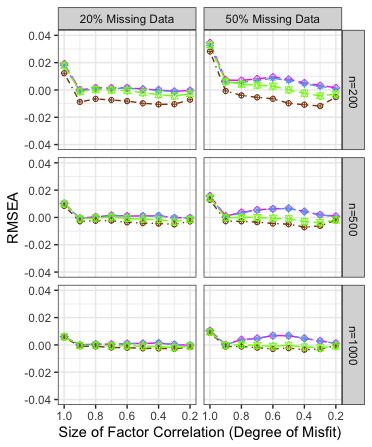 20% Missing Data 50% Missing Data
0.04
0.02
0.00
-0.02
-0.04
n=200
0.04
0.02
0.00
-0.02
-0.04
n=500
0.04
0.02
0.00
-0.02
-0.04
n=1000
RMSEA
1.0 0.8 0.6 0.4 0.2 1.0 0.8 0.6 0.4 0.2
Size of Factor Correlation (Degree of Misfit)